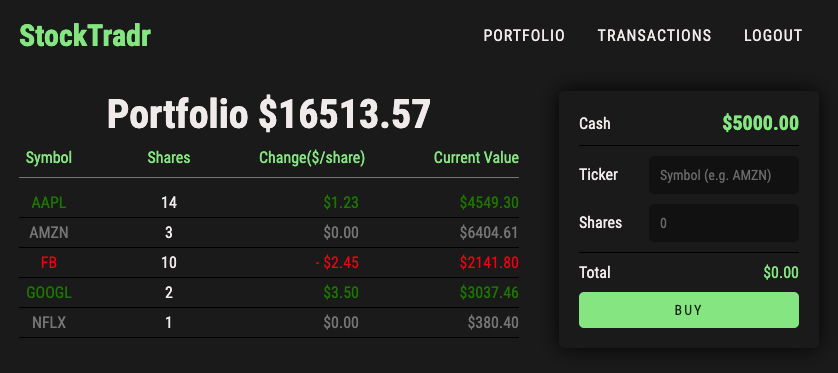 StockTradr
PORTFOLIO TRANSACTIONS LOGOUT
Portfolio $16513.57
Symbol Shares Change($/share) Current Value
AAPL 14 $1.23 $4549.30
AMZN 3 $0.00 $6404.61
FB 10 - $2.45 $2141.80
GOOGL 2 $3.50 $3037.46
NFLX 1 $0.00 $380.40
Cash $5000.00
Ticker Symbol (e.g. AMZN)
Shares 0
Total $0.00
BUY